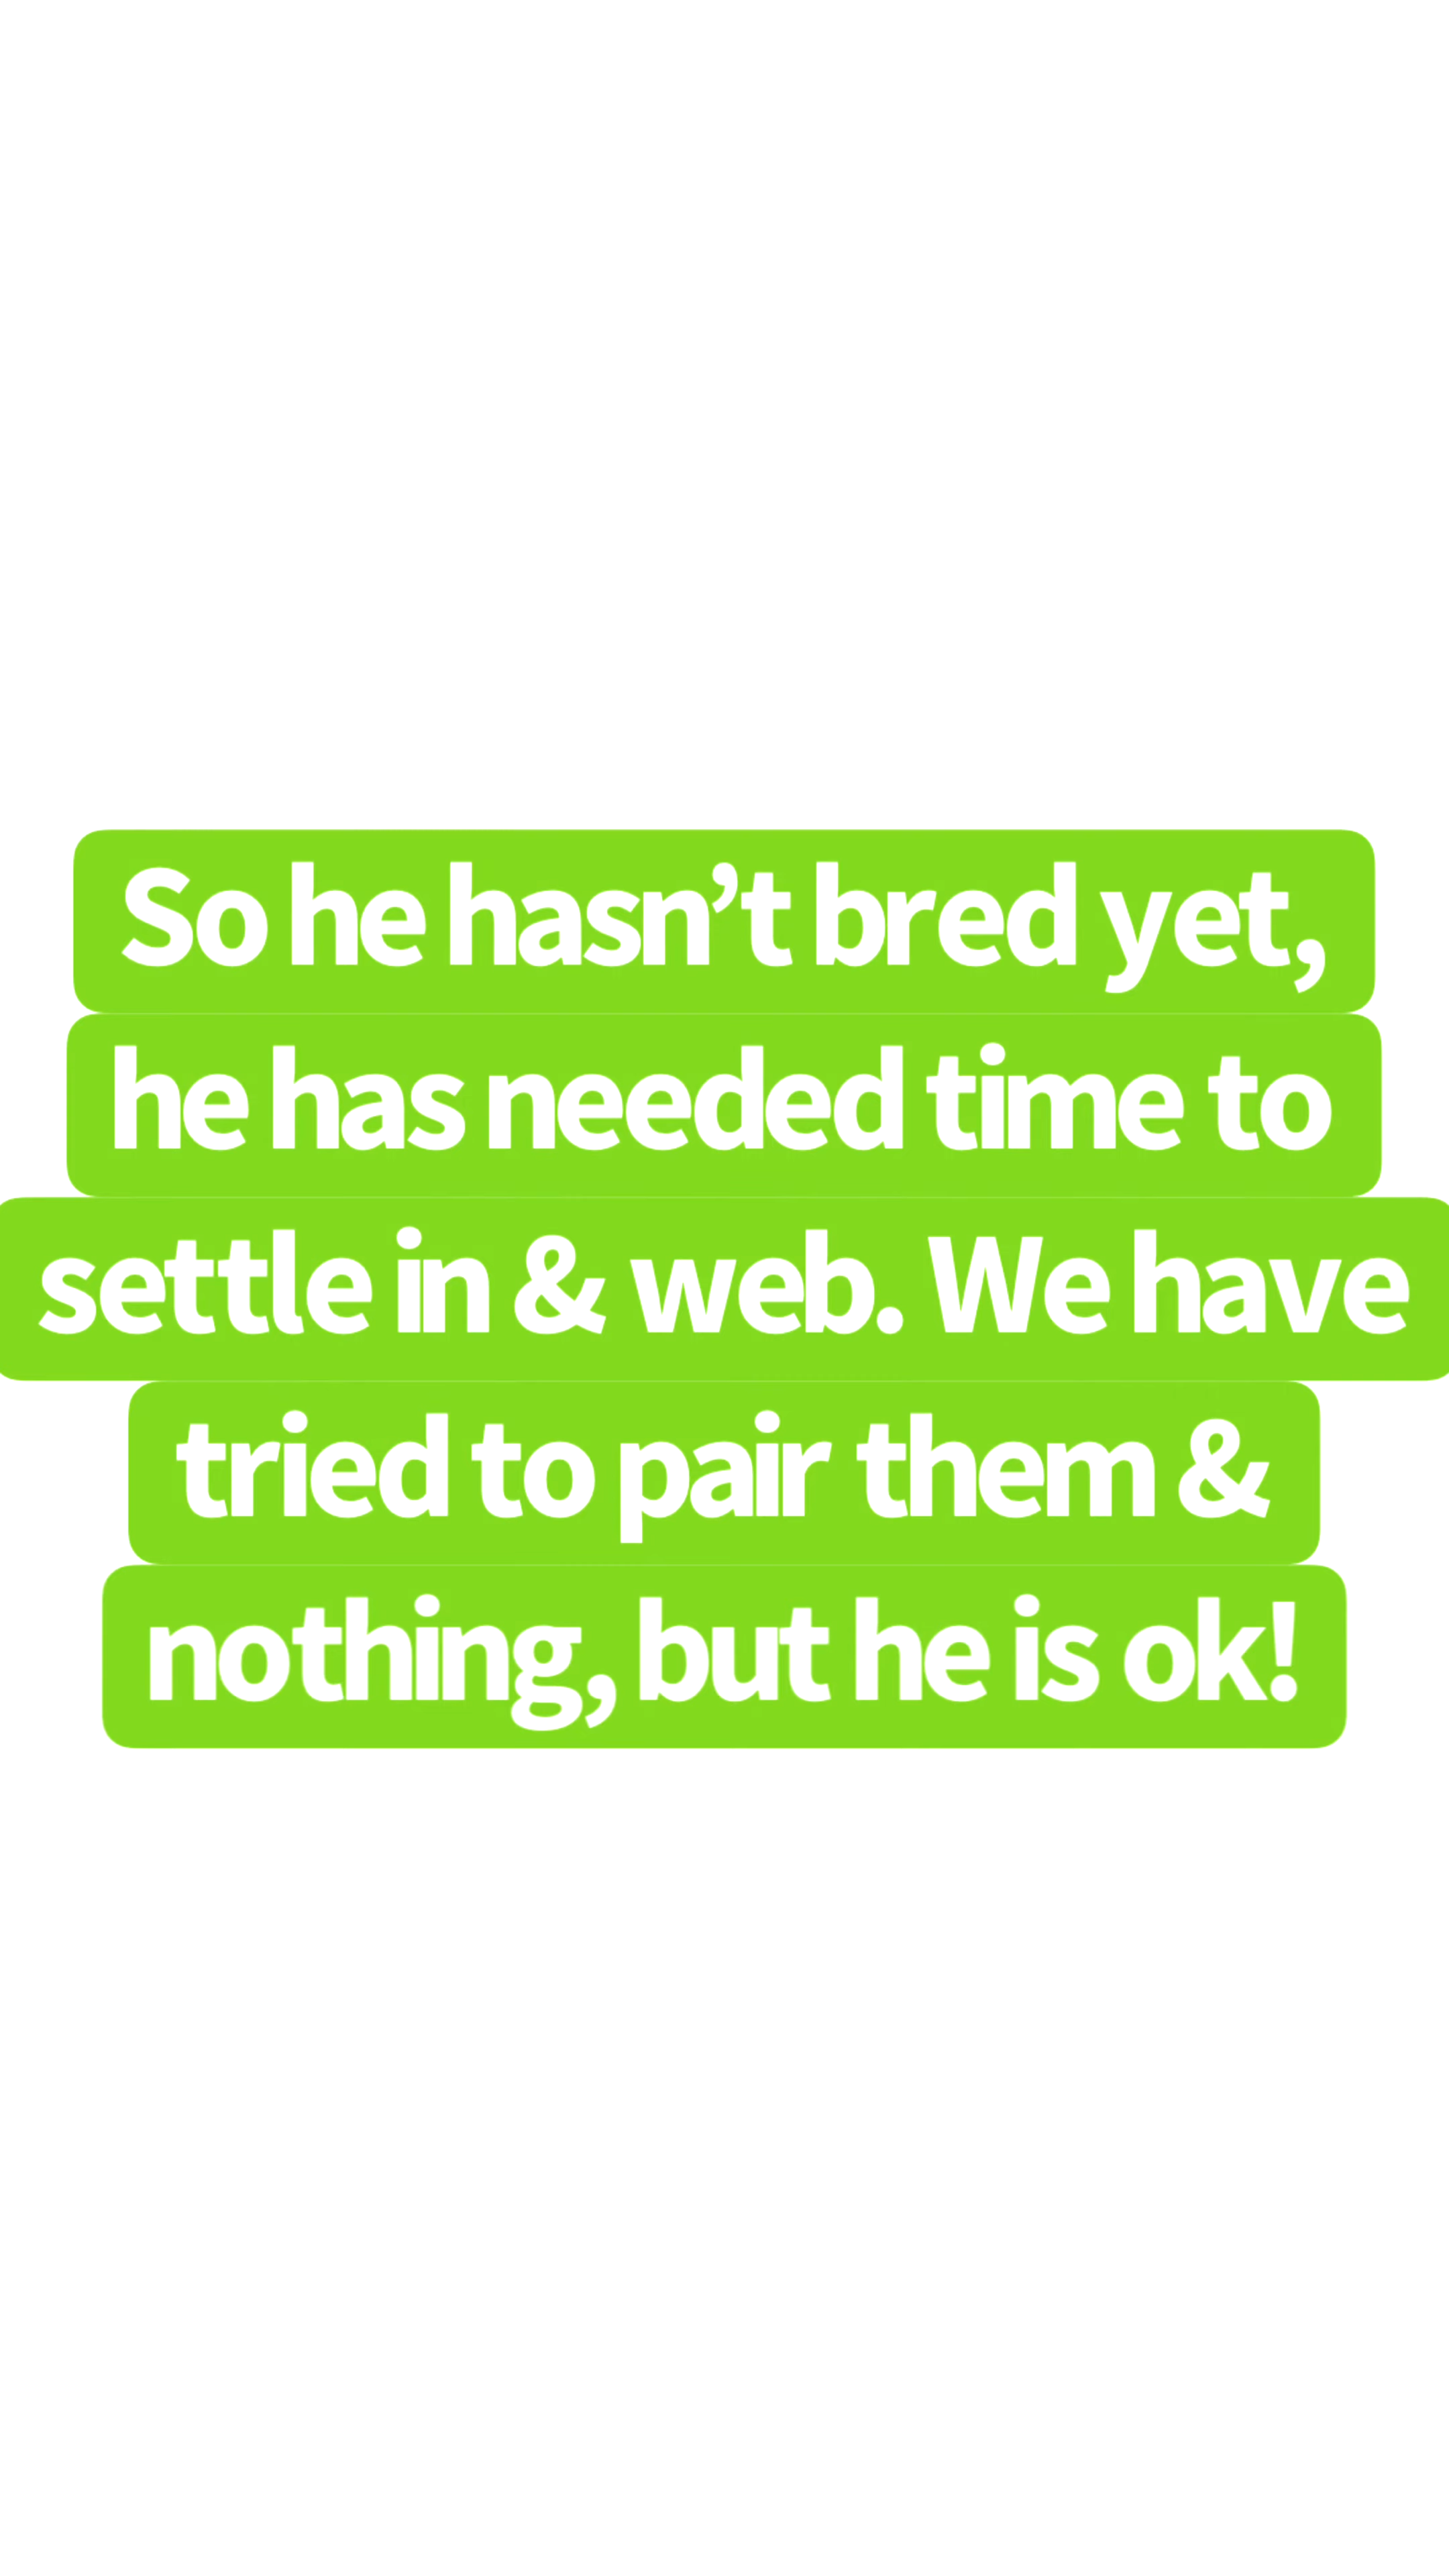 So he hasn’t bred yet,
he has needed time to
settle in & web. We have
tried to pair them &
nothing, but he is ok!